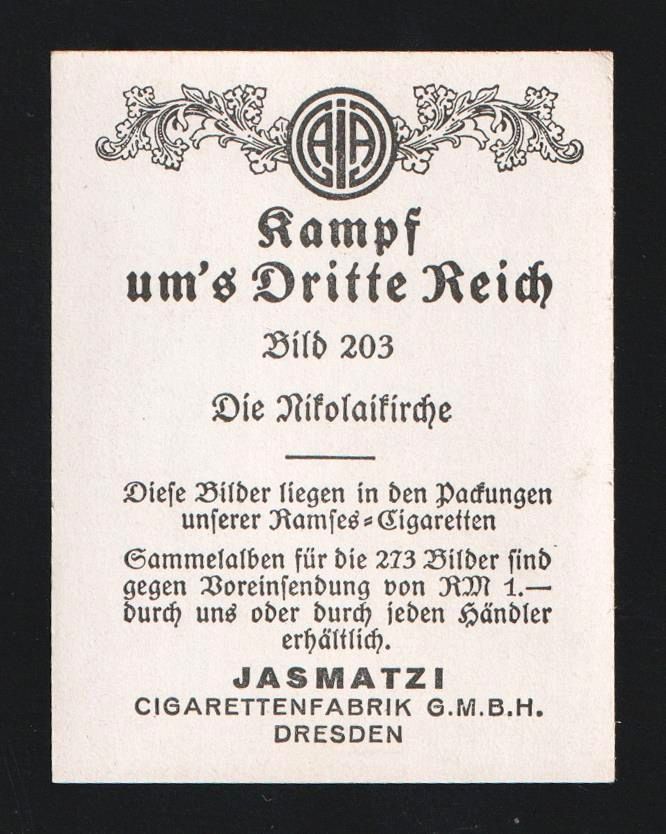 AIA
Kampf
um's Dritte Reich
Bild 203
Die Nikolaikirche
Diese Bilder liegen in den Packungen
unserer Ramses=Cigaretten
Sammelalben für die 273 Bilder sind
gegen Voreinsendung von RM 1.—
durch uns oder durch jeden Händler
erhältlich.
JASMATZI
CIGARETTENFABRIK G.M.B.H.
DRESDEN